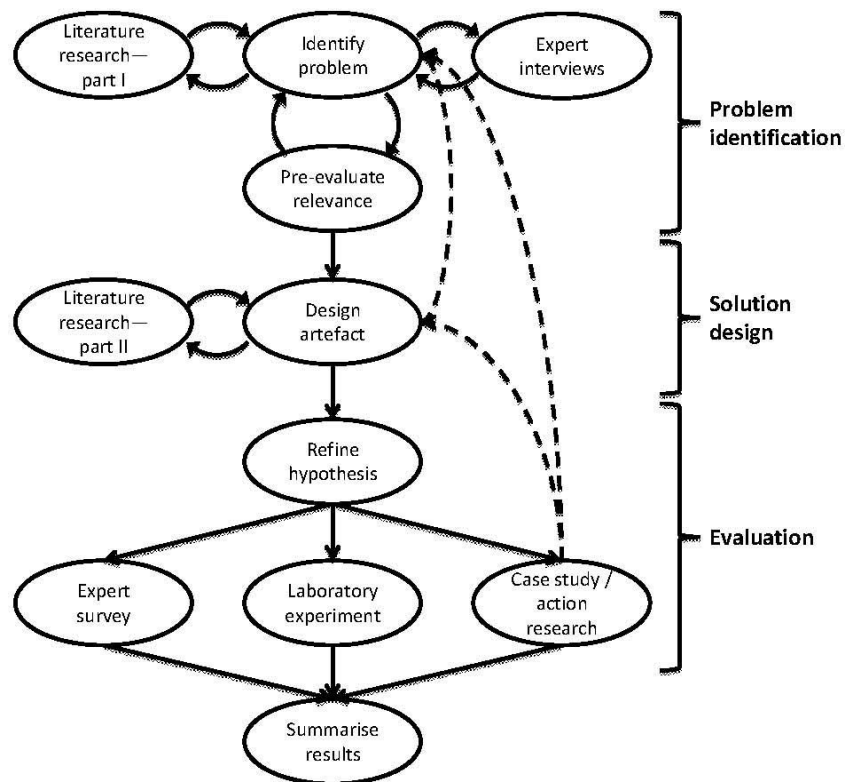 Literature
research—
part I
Identify
problem
Expert
interviews
Problem
identification
Pre-evaluate
relevance
Literature
research—
part II
Design
artefact
Solution
design
Refine
hypothesis
Evaluation
Expert
survey
Laboratory
experiment
Case study /
action
research
Summarise
results